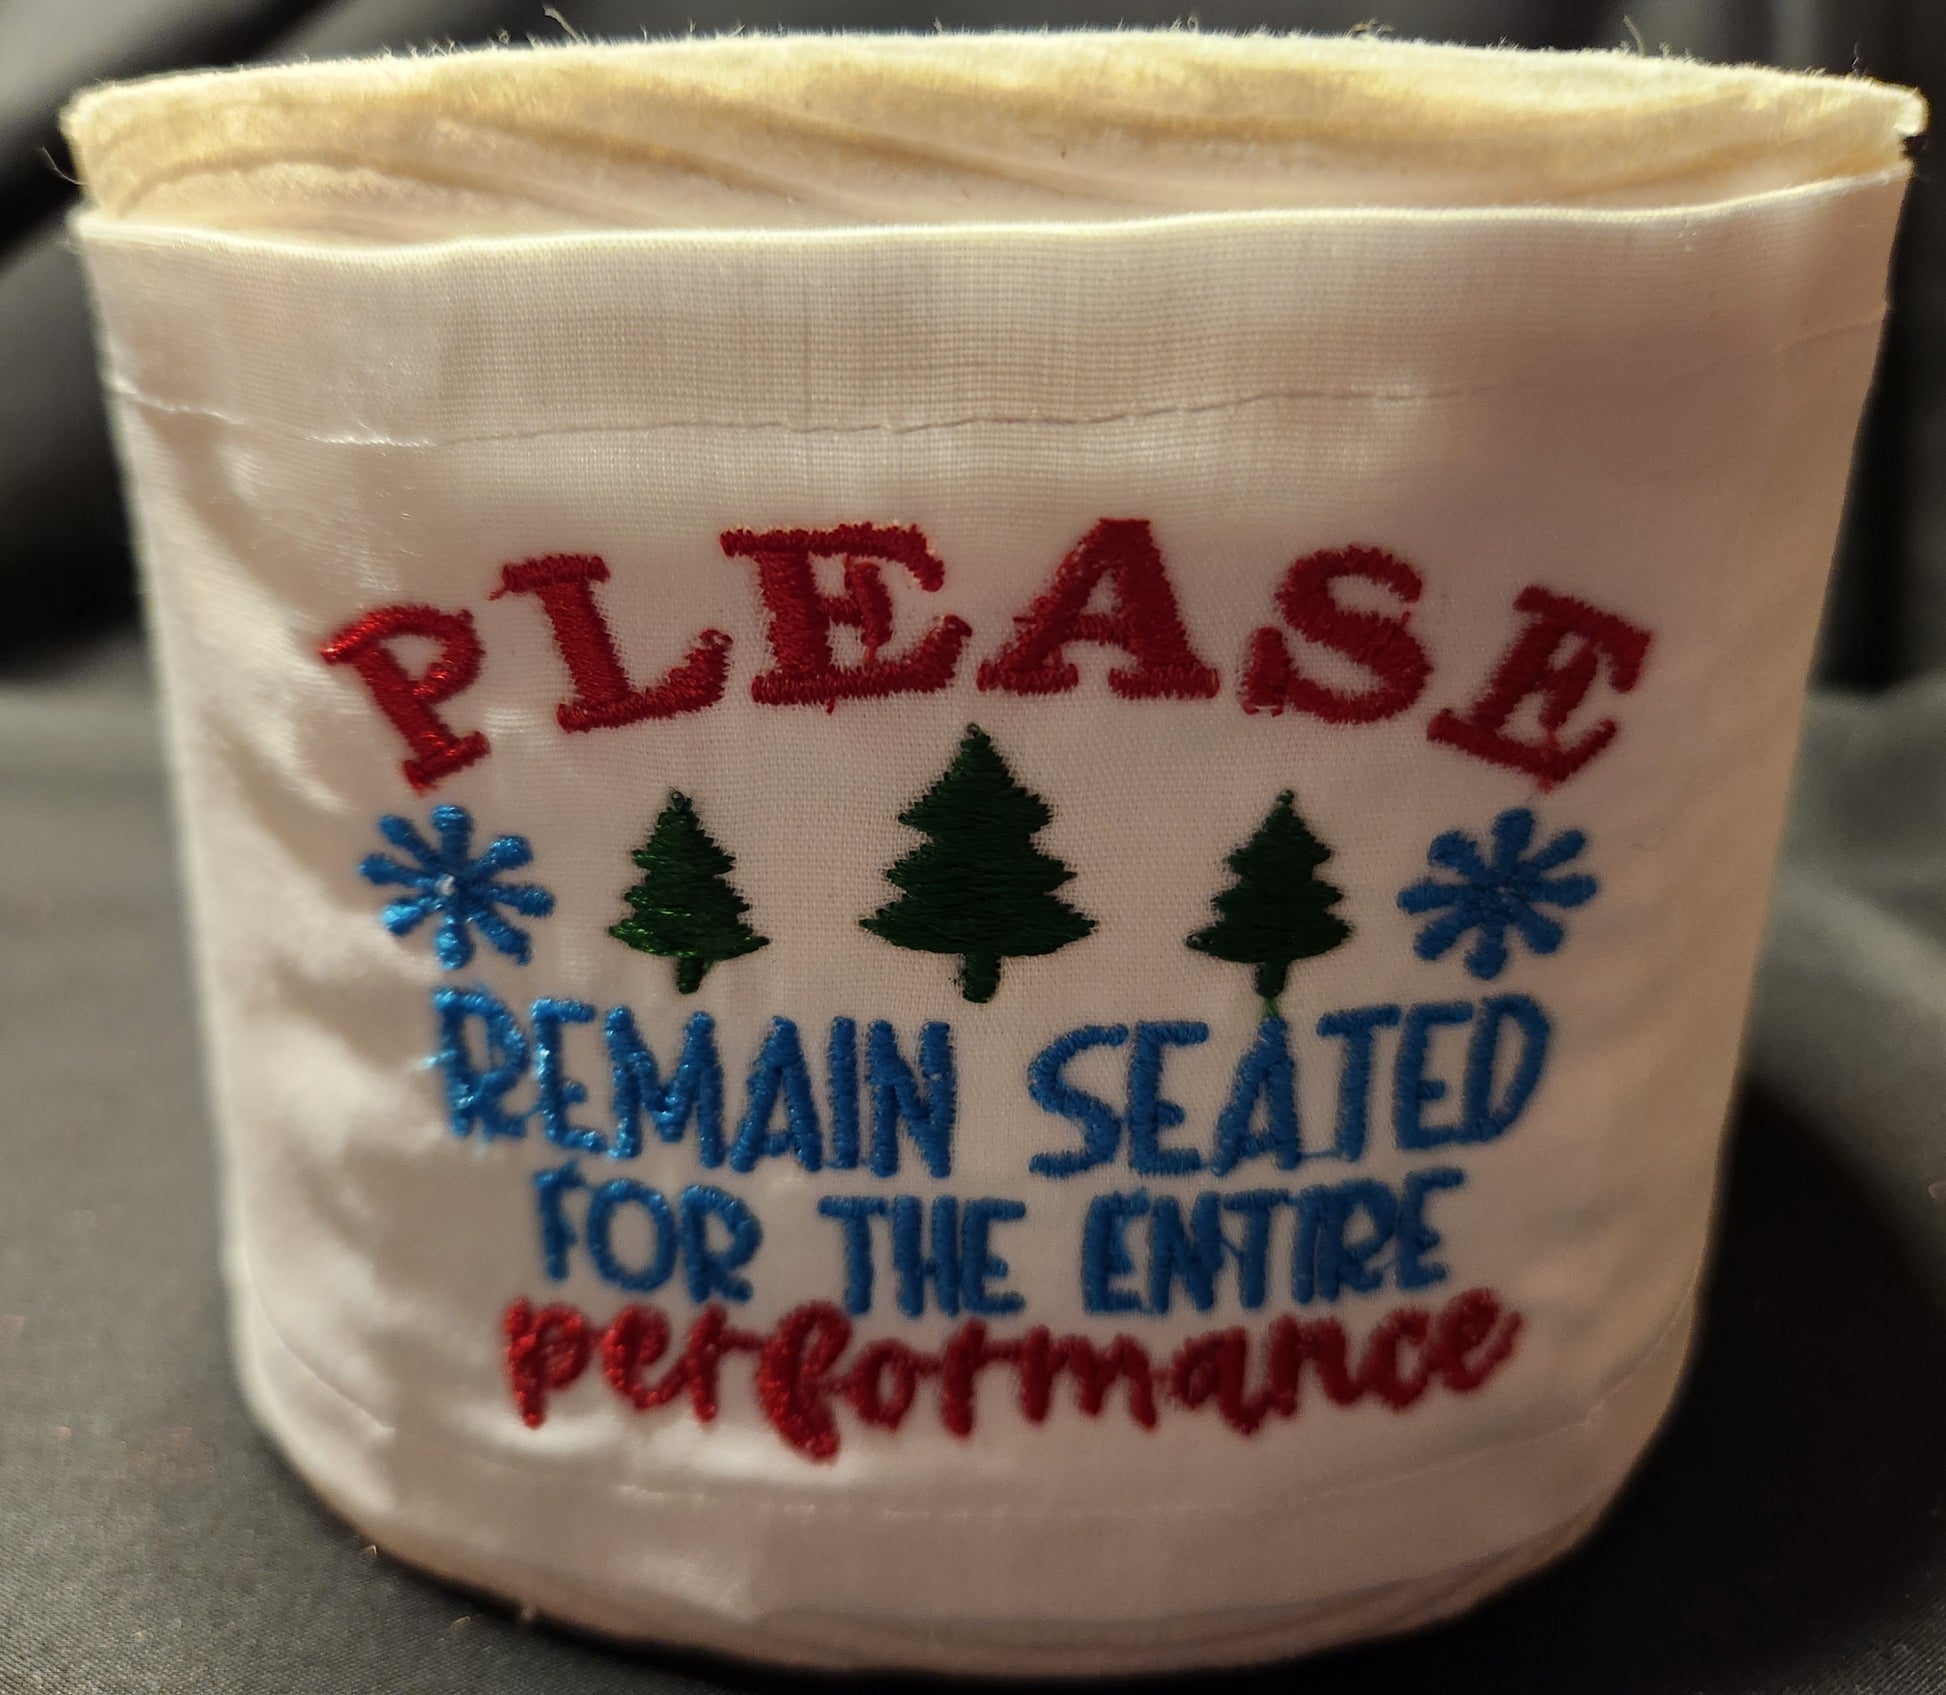 PLEASE
REMAIN SEATED
FOR THE ENTIRE
performance